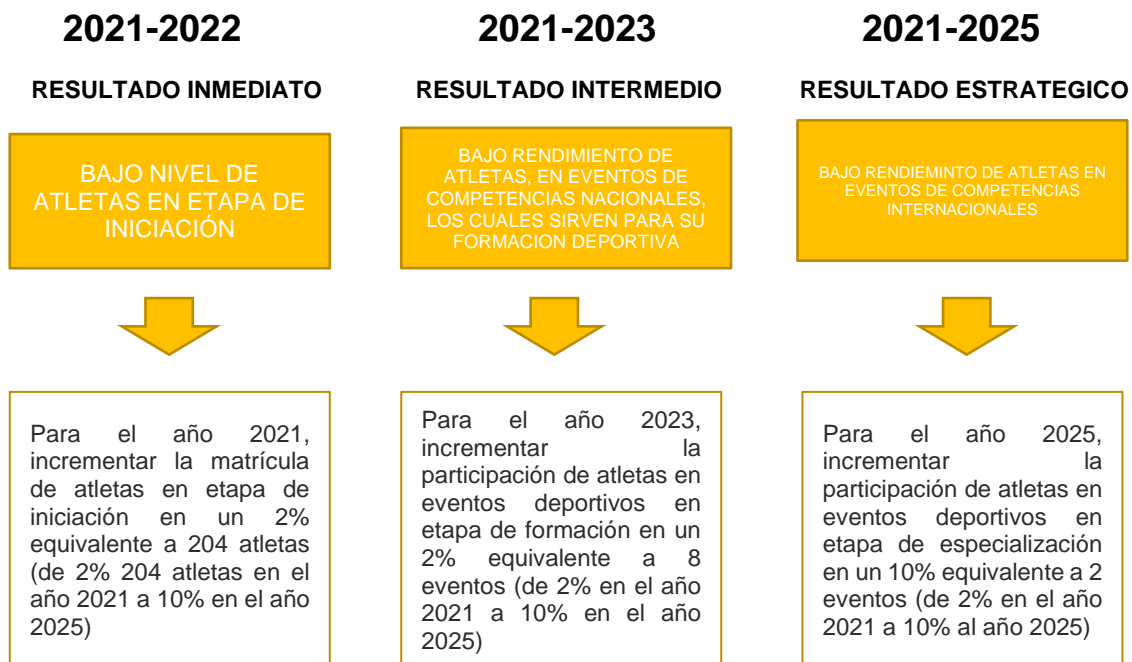 2021-2022
RESULTADO INMEDIATO
BAJO NIVEL DE
ATLETAS EN ETAPA DE
INICIACIÓN
Para el año 2021,
incrementar la matrícula
de atletas en etapa de
iniciación en un 2%
equivalente a 204 atletas
(de 2% 204 atletas en el
año 2021 a 10% en el año
2025)
2021-2023
RESULTADO INTERMEDIO
BAJO RENDIMIENTO DE
ATLETAS, EN EVENTOS DE
COMPETENCIAS NACIONALES,
LOS CUALES SIRVEN PARA SU
FORMACION DEPORTIVA
Para el año 2023,
incrementar la
participación de atletas en
eventos deportivos en
etapa de formación en un
2% equivalente a 8
eventos (de 2% en el año
2021 a 10% en el año
2025)
2021-2025
RESULTADO ESTRATEGICO
BAJO RENDIEMINTO DE ATLETAS EN
EVENTOS DE COMPETENCIAS
INTERNACIONALES
Para el año 2025,
incrementar la
participación de atletas en
eventos deportivos en
etapa de especialización
en un 10% equivalente a 2
eventos (de 2% en el año
2021 a 10% al año 2025)